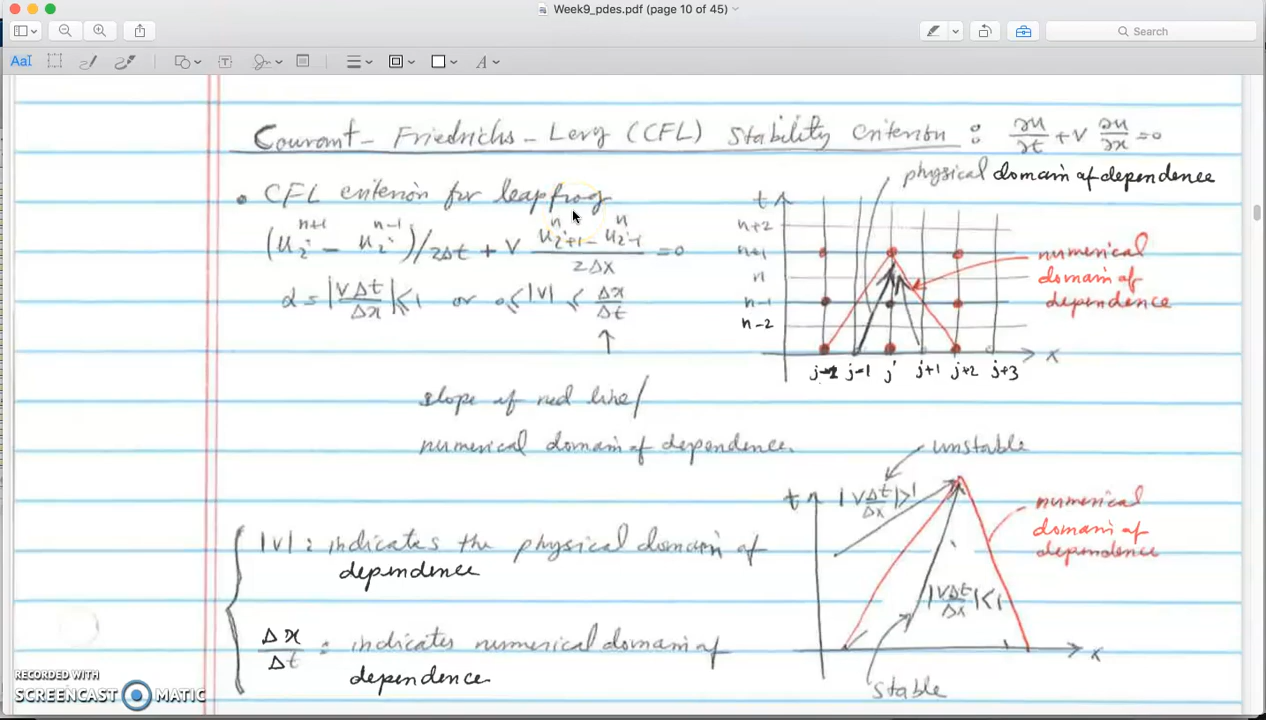 Week9_pdes.pdf (page 10 of 45)
Search
Courant - Friedrichs - Levy (CFL) Stability Criterion : ∂u/∂t + v ∂u/∂x = 0
• CFL criterion for leapfrog
(u_j^{n+1} - u_j^{n-1})/2Δt + v (u_{j+1}^n - u_{j-1}^n)/2Δx = 0
α = |vΔt/Δx| ≤ 1 or 0 ≤ |v| ≤ Δx/Δt
↑
slope of red line/
numerical domain of dependence.
physical domain of dependence
t
n+2
n+1
n
n-1
n-2
j-2 j-1 j j+1 j+2 j+3
x
numerical
domain of
dependence
|v| : indicates the physical domain of
dependence
Δx/Δt : indicates numerical domain of
dependence
unstable
t
|vΔt/Δx| > 1
numerical
domain of
dependence
|vΔt/Δx| < 1
x
stable
RECORDED WITH
SCREENCAST MATIC